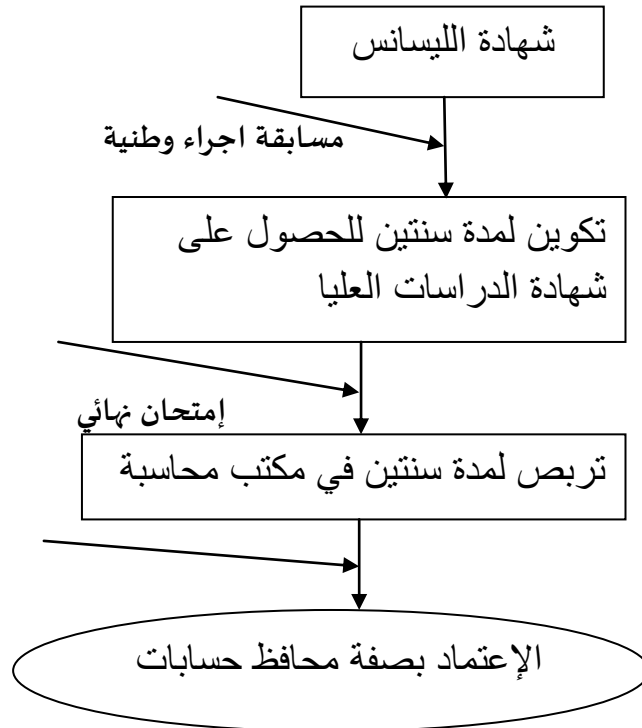 شهادة الليسانس
مسابقة اجراء وطنية
تكوين لمدة سنتين للحصول على
شهادة الدراسات العليا
إمتحان نهائي
تربص لمدة سنتين في مكتب محاسبة
الإعتماد بصفة محافظ حسابات